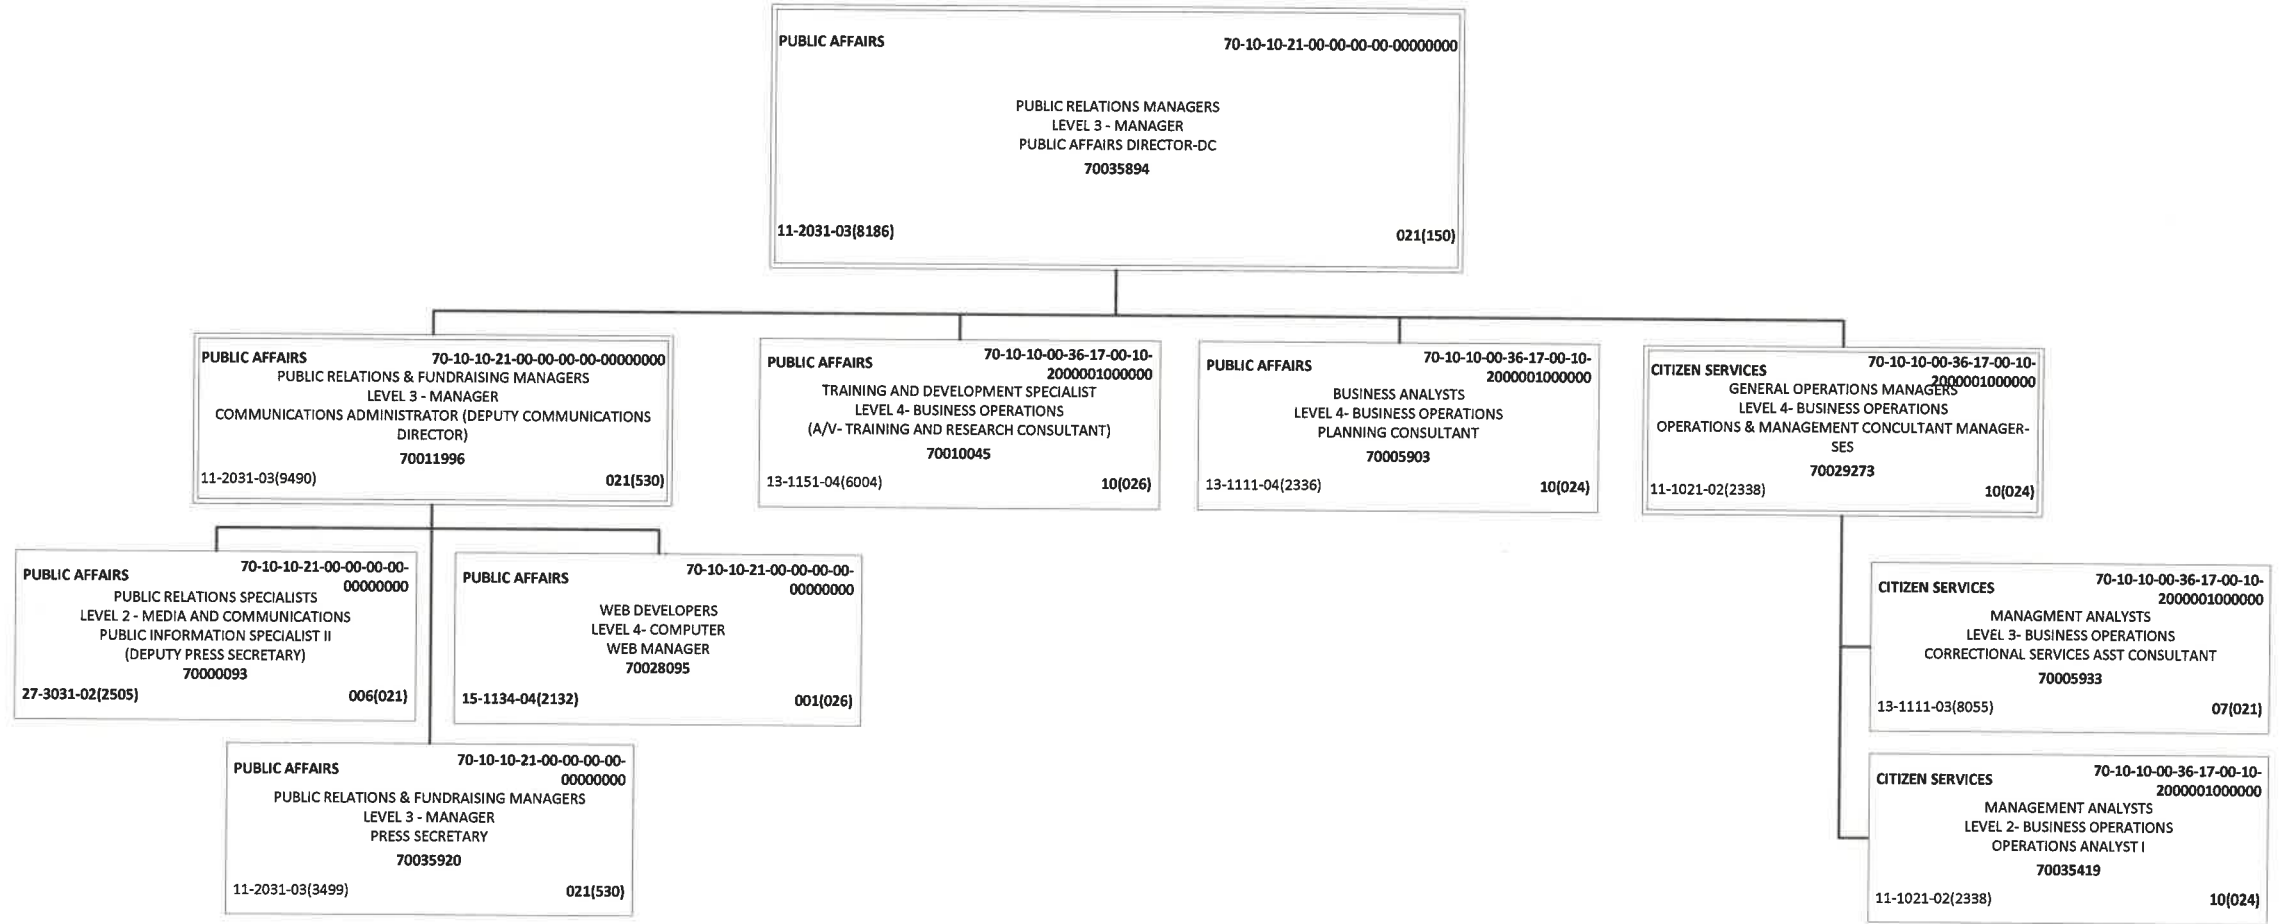 PUBLIC AFFAIRS 70-10-10-21-00-00-00-00-00000000
PUBLIC RELATIONS MANAGERS
LEVEL 3 - MANAGER
PUBLIC AFFAIRS DIRECTOR-DC
70035894
11-2031-03(8186) 021(150)
PUBLIC AFFAIRS 70-10-10-21-00-00-00-00-00000000
PUBLIC RELATIONS & FUNDRAISING MANAGERS
LEVEL 3 - MANAGER
COMMUNICATIONS ADMINISTRATOR (DEPUTY COMMUNICATIONS
DIRECTOR)
70011996
11-2031-03(9490) 021(530)
PUBLIC AFFAIRS 70-10-10-00-36-17-00-10-
2000001000000
TRAINING AND DEVELOPMENT SPECIALIST
LEVEL 4- BUSINESS OPERATIONS
(A/V- TRAINING AND RESEARCH CONSULTANT)
70010045
13-1151-04(6004) 10(026)
PUBLIC AFFAIRS 70-10-10-00-36-17-00-10-
2000001000000
BUSINESS ANALYSTS
LEVEL 4- BUSINESS OPERATIONS
PLANNING CONSULTANT
70005903
13-1111-04(2336) 10(024)
CITIZEN SERVICES 70-10-10-00-36-17-00-10-
2000001000000
GENERAL OPERATIONS MANAGERS
LEVEL 4- BUSINESS OPERATIONS
OPERATIONS & MANAGEMENT CONCULTANT MANAGER-
SES
70029273
11-1021-02(2338) 10(024)
PUBLIC AFFAIRS 70-10-10-21-00-00-00-00-
00000000
PUBLIC RELATIONS SPECIALISTS
LEVEL 2 - MEDIA AND COMMUNICATIONS
PUBLIC INFORMATION SPECIALIST II
(DEPUTY PRESS SECRETARY)
70000093
27-3031-02(2505) 006(021)
PUBLIC AFFAIRS 70-10-10-21-00-00-00-00-
00000000
WEB DEVELOPERS
LEVEL 4- COMPUTER
WEB MANAGER
70028095
15-1134-04(2132) 001(026)
CITIZEN SERVICES 70-10-10-00-36-17-00-10-
2000001000000
MANAGMENT ANALYSTS
LEVEL 3- BUSINESS OPERATIONS
CORRECTIONAL SERVICES ASST CONSULTANT
70005933
13-1111-03(8055) 07(021)
PUBLIC AFFAIRS 70-10-10-21-00-00-00-00-
00000000
PUBLIC RELATIONS & FUNDRAISING MANAGERS
LEVEL 3 - MANAGER
PRESS SECRETARY
70035920
11-2031-03(3499) 021(530)
CITIZEN SERVICES 70-10-10-00-36-17-00-10-
2000001000000
MANAGEMENT ANALYSTS
LEVEL 2- BUSINESS OPERATIONS
OPERATIONS ANALYST I
70035419
11-1021-02(2338) 10(024)